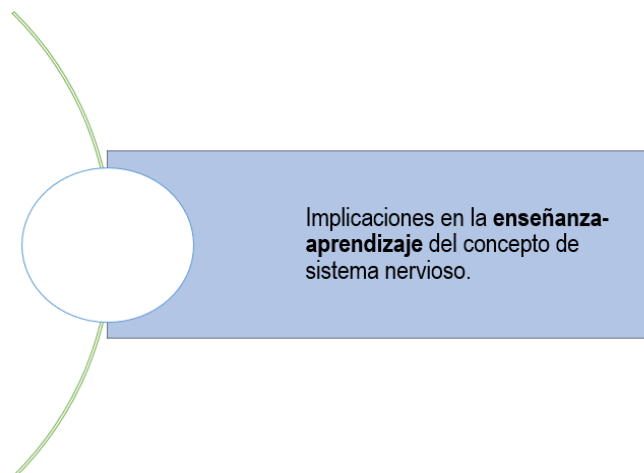 Implicaciones en la enseñanza-
aprendizaje del concepto de
sistema nervioso.